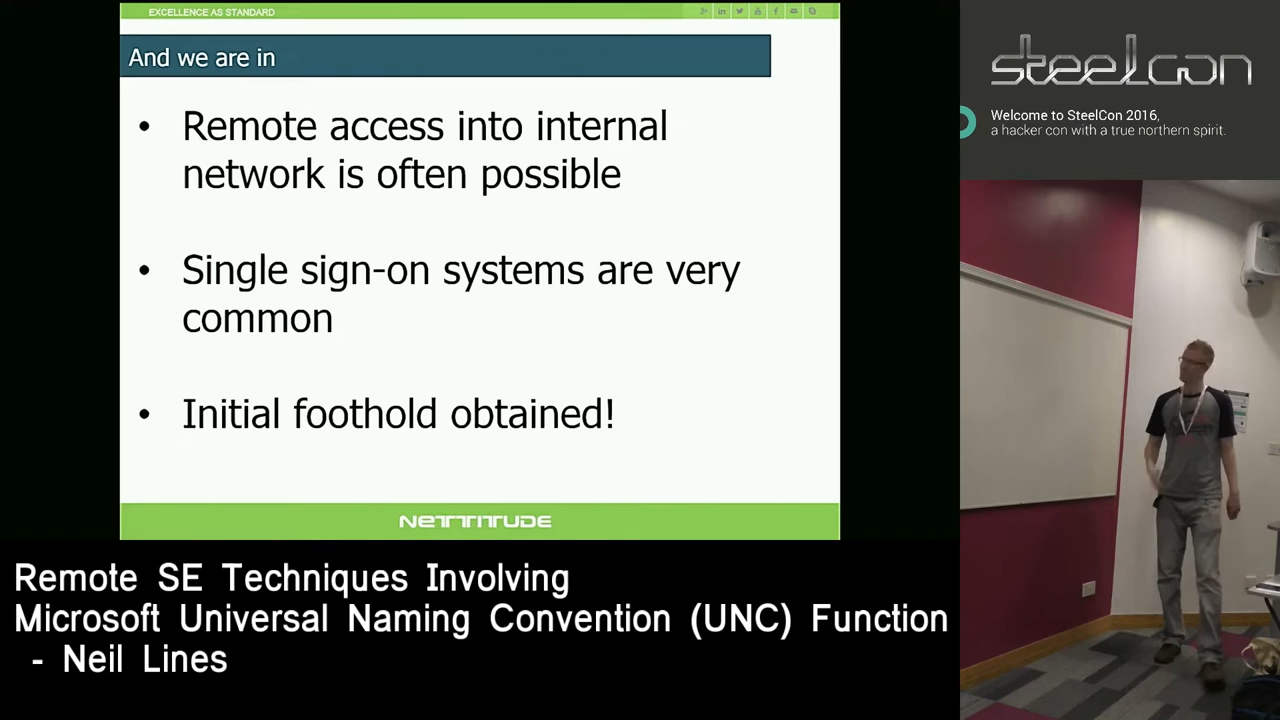 EXCELLENCE AS STANDARD
And we are in
• Remote access into internal
network is often possible
• Single sign-on systems are very
common
• Initial foothold obtained!
NETTITUDE
steelcon
Welcome to SteelCon 2016,
a hacker con with a true northern spirit.
Remote SE Techniques Involving
Microsoft Universal Naming Convention (UNC) Function
- Neil Lines